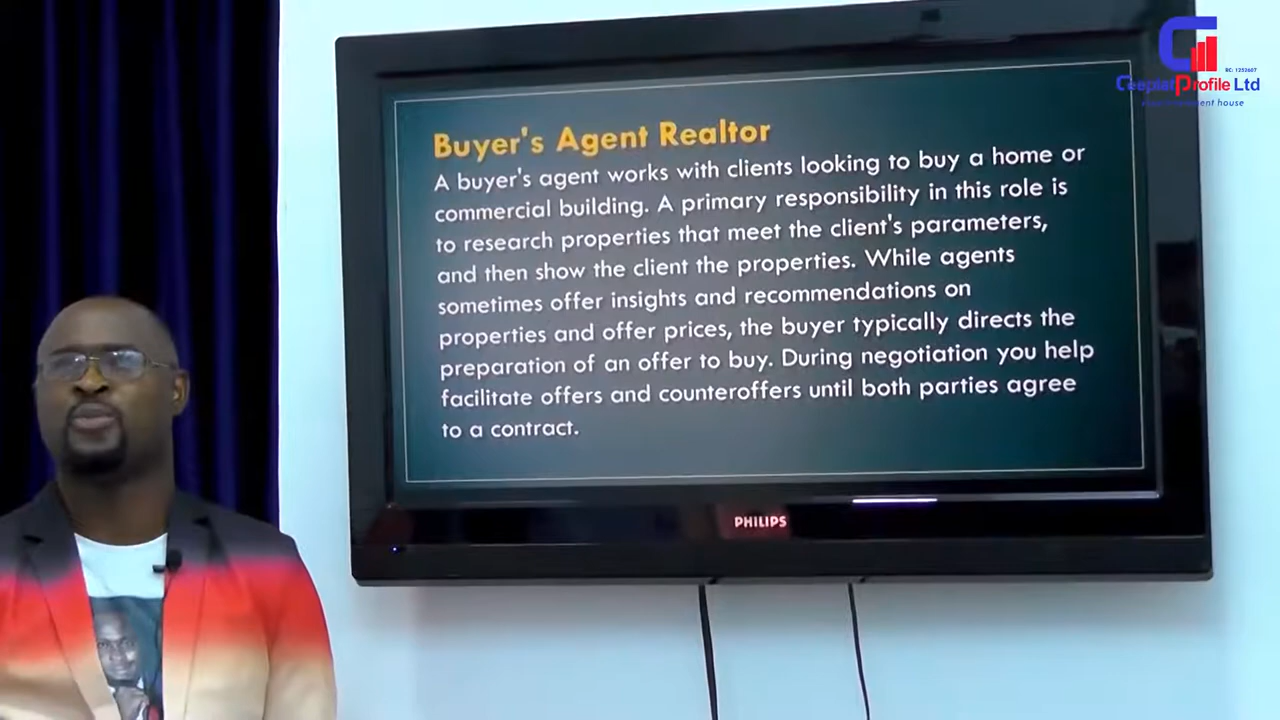 RC: 1252607
CeeplatProfile Ltd
Buyer's Agent Realtor
A buyer's agent works with clients looking to buy a home or
commercial building. A primary responsibility in this role is
to research properties that meet the client's parameters,
and then show the client the properties. While agents
sometimes offer insights and recommendations on
properties and offer prices, the buyer typically directs the
preparation of an offer to buy. During negotiation you help
facilitate offers and counteroffers until both parties agree
to a contract.
PHILIPS